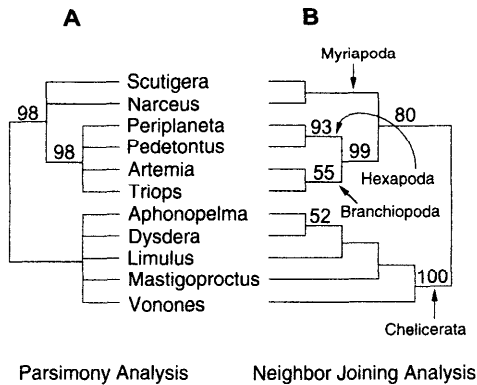 A B
Myriapoda
Scutigera
98
Narceus
80
Periplaneta
93
Pedetontus
98
99
Artemia
55
Hexapoda
Triops
Branchiopoda
Aphonopelma
52
Dysdera
Limulus
Mastigoproctus
100
Vonones
Chelicerata
Parsimony Analysis Neighbor Joining Analysis